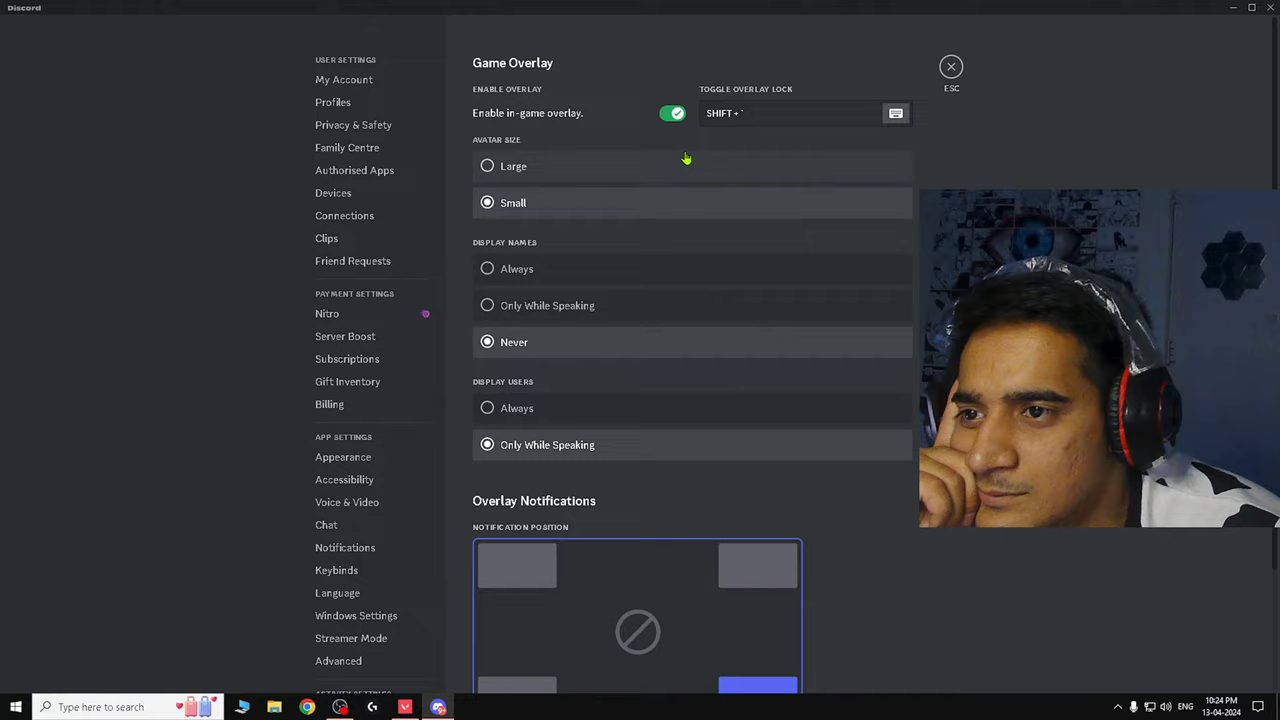 Discord
USER SETTINGS
My Account
Profiles
Privacy & Safety
Family Centre
Authorised Apps
Devices
Connections
Clips
Friend Requests
PAYMENT SETTINGS
Nitro
Server Boost
Subscriptions
Gift Inventory
Billing
APP SETTINGS
Appearance
Accessibility
Voice & Video
Chat
Notifications
Keybinds
Language
Windows Settings
Streamer Mode
Advanced
ACTIVITY SETTINGS
Game Overlay
ENABLE OVERLAY
Enable in-game overlay.
TOGGLE OVERLAY LOCK
SHIFT + `
ESC
AVATAR SIZE
Large
Small
DISPLAY NAMES
Always
Only While Speaking
Never
DISPLAY USERS
Always
Only While Speaking
Overlay Notifications
NOTIFICATION POSITION
Type here to search
ENG
10:24 PM
13-04-2024